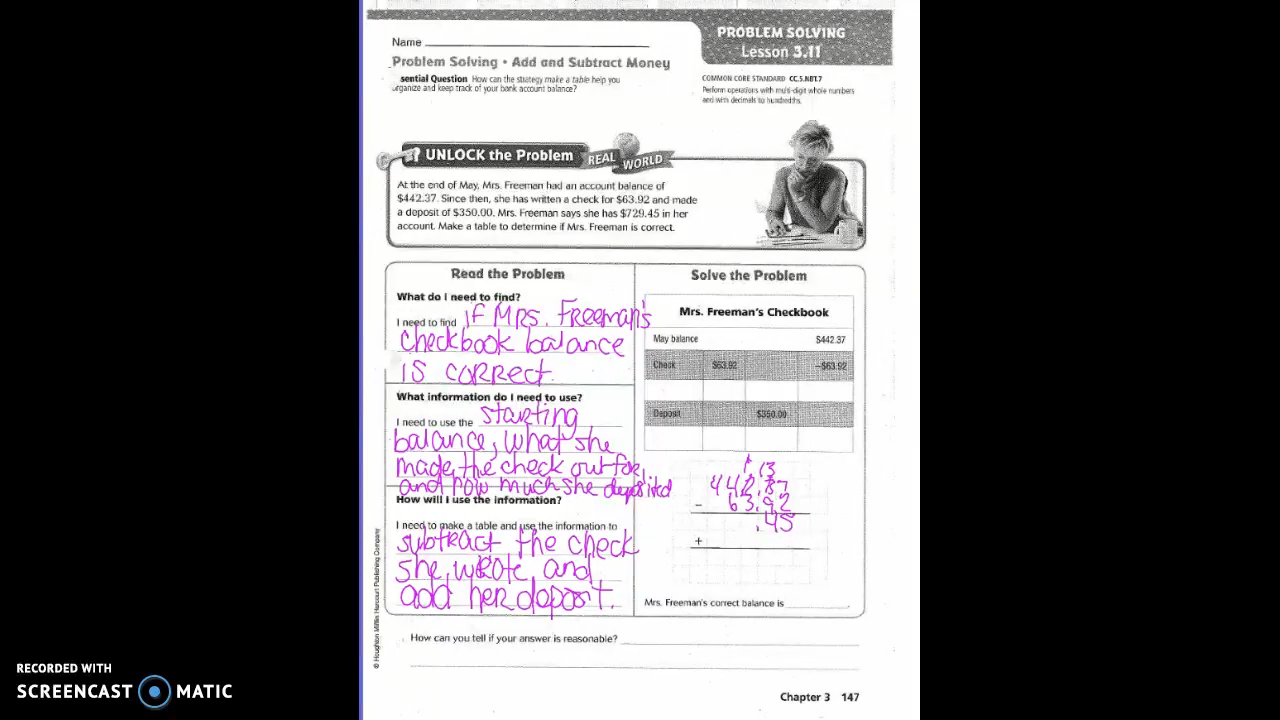 PROBLEM SOLVING
Lesson 3.11
Name
Problem Solving • Add and Subtract Money
sential Question How can the strategy make a table help you
organize and keep track of your bank account balance?
COMMON CORE STANDARD CC.5.NBT.7
Perform operations with multi-digit whole numbers
and with decimals to hundredths.
UNLOCK the Problem REAL WORLD
At the end of May, Mrs. Freeman had an account balance of
$442.37. Since then, she has written a check for $63.92 and made
a deposit of $350.00. Mrs. Freeman says she has $729.45 in her
account. Make a table to determine if Mrs. Freeman is correct.
Read the Problem
What do I need to find?
I need to find if Mrs. Freeman's
checkbook balance
is correct.
What information do I need to use?
I need to use the starting
balance, what she
made the check out for,
and how much she deposited
How will I use the information?
I need to make a table and use the information to
subtract the check
she wrote and
add her deposit.
Solve the Problem
Mrs. Freeman's Checkbook
May balance $442.37
Check $63.92 -$63.92
Deposit $350.00
1 13
442.37
- 63.92
.45
+
Mrs. Freeman's correct balance is
How can you tell if your answer is reasonable?
© Houghton Mifflin Harcourt Publishing Company
Chapter 3 147
RECORDED WITH
SCREENCAST MATIC